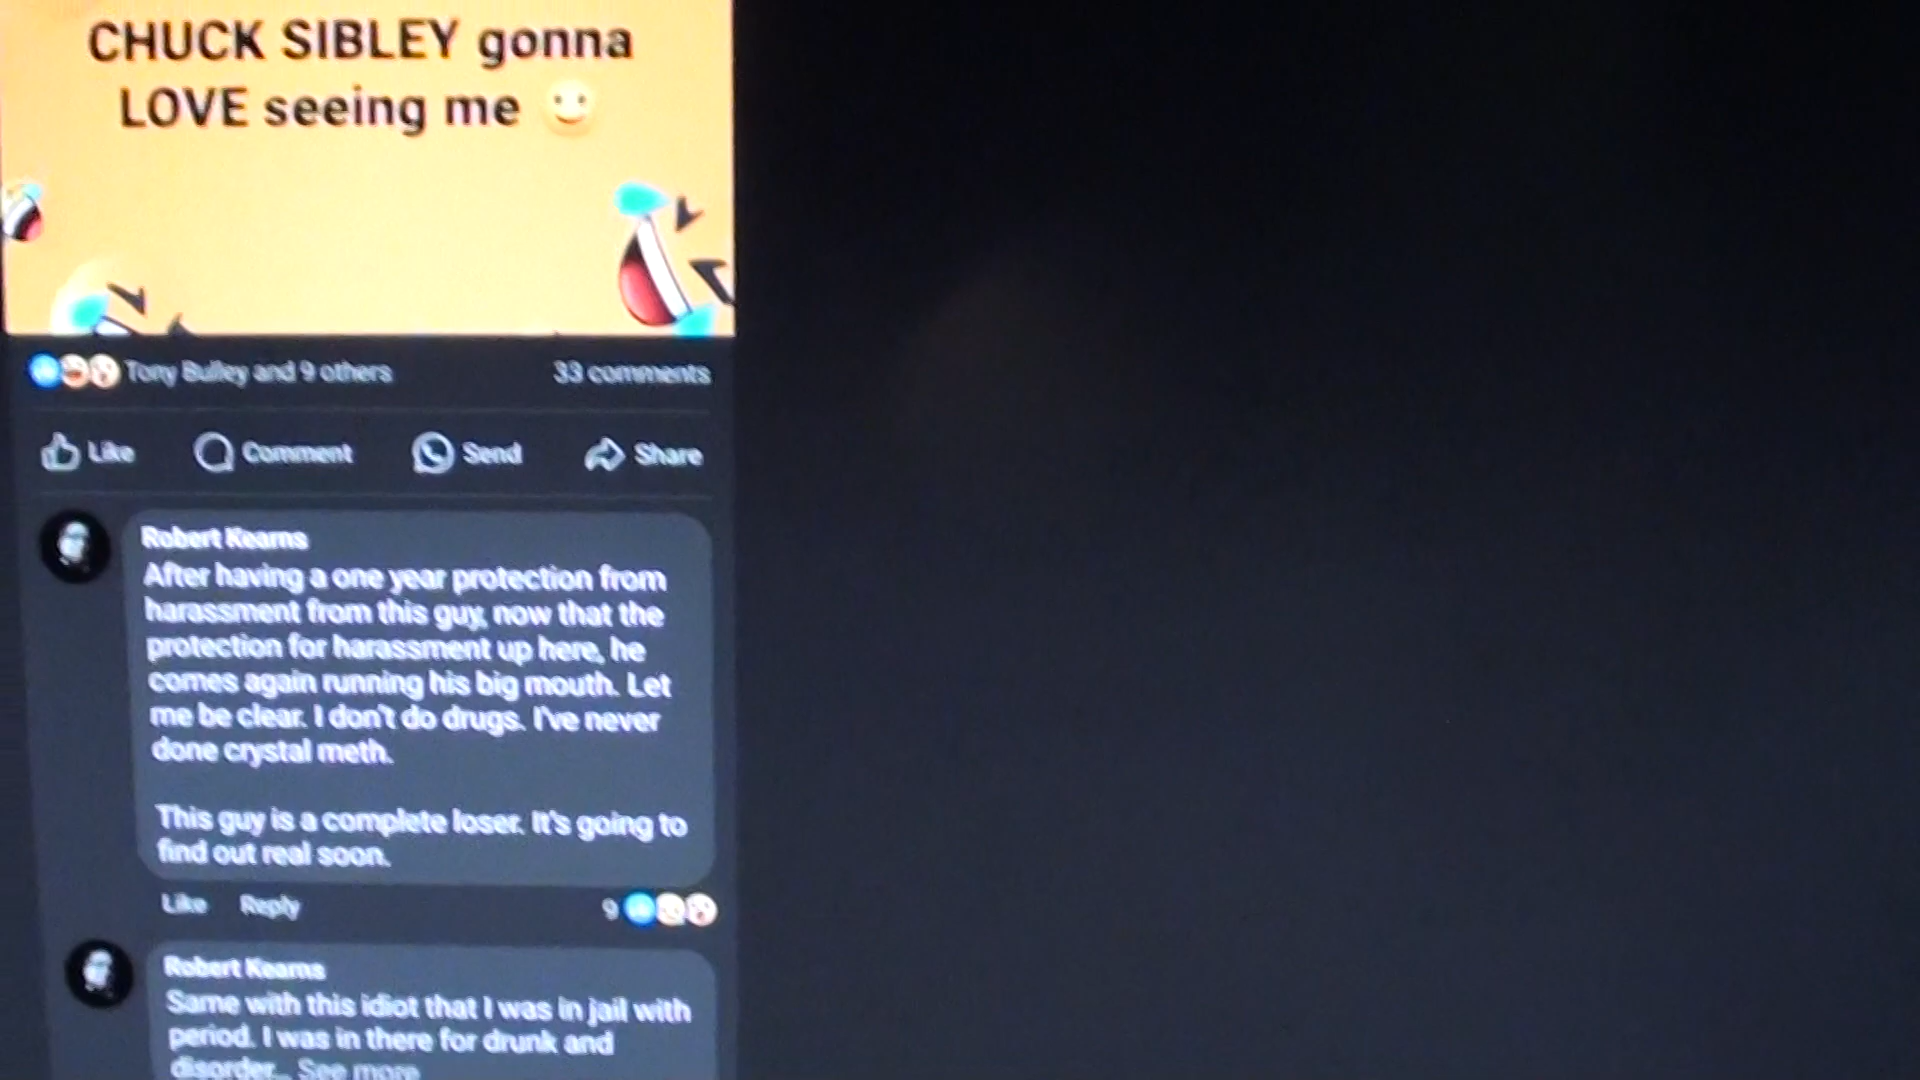 CHUCK SIBLEY gonna
LOVE seeing me
Tony Bulley and 9 others 33 comments
Like Comment Send Share
Robert Kearns
After having a one year protection from
harassment from this guy, now that the
protection for harassment up here, he
comes again running his big mouth. Let
me be clear. I don't do drugs. I've never
done crystal meth.
This guy is a complete loser. It's going to
find out real soon.
Like Reply 9
Robert Kearns
Same with this idiot that I was in jail with
period. I was in there for drunk and
disorder... See more